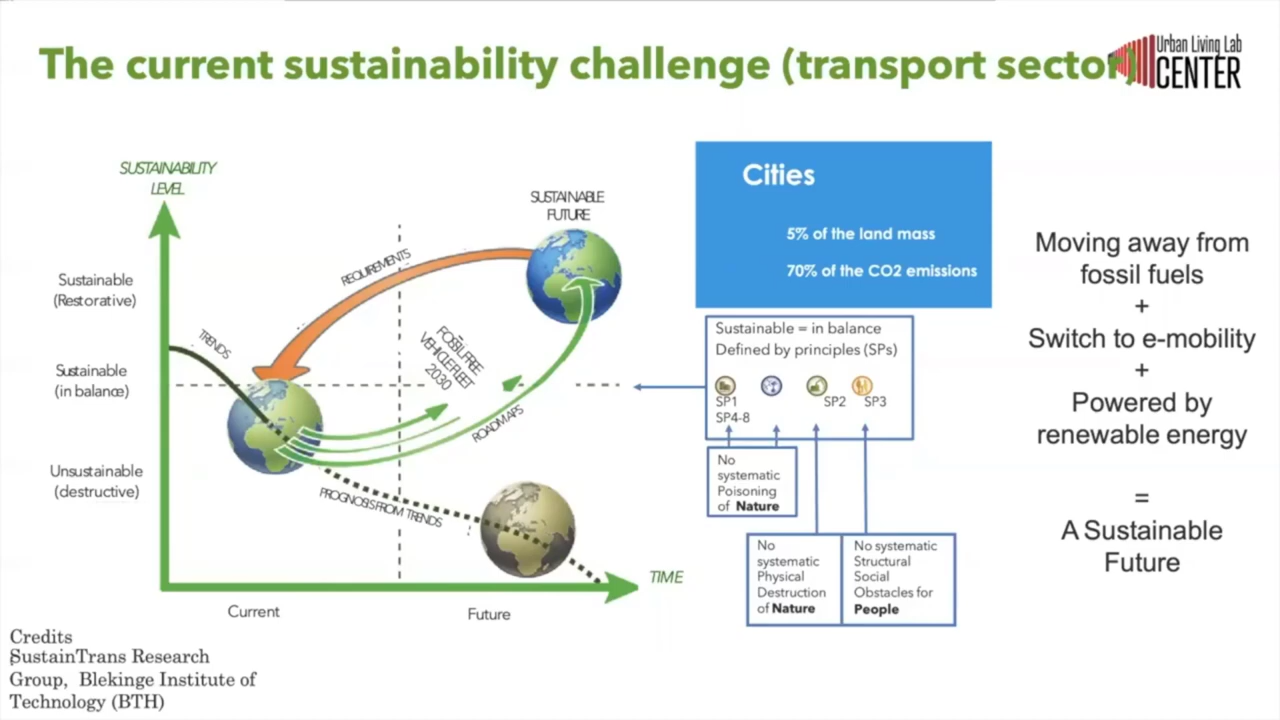 The current sustainability challenge (transport sector)
Urban Living Lab
CENTER
SUSTAINABILITY
LEVEL
Sustainable
(Restorative)
Sustainable
(in balance)
Unsustainable
(destructive)
TRENDS
REQUIREMENTS
SUSTAINABLE
FUTURE
FOSSIL FREE
VEHICLE FLEET
2030
ROADMAPS
PROGNOSIS FROM TRENDS
TIME
Current
Future
Cities
5% of the land mass
70% of the CO2 emissions
Sustainable = in balance
Defined by principles (SPs)
SP1
SP4-8
SP2
SP3
No
systematic
Poisoning
of Nature
No
systematic
Physical
Destruction
of Nature
No systematic
Structural
Social
Obstacles for
People
Moving away from
fossil fuels
+
Switch to e-mobility
+
Powered by
renewable energy
=
A Sustainable
Future
Credits
:
SustainTrans Research
Group, Blekinge Institute of
Technology (BTH)